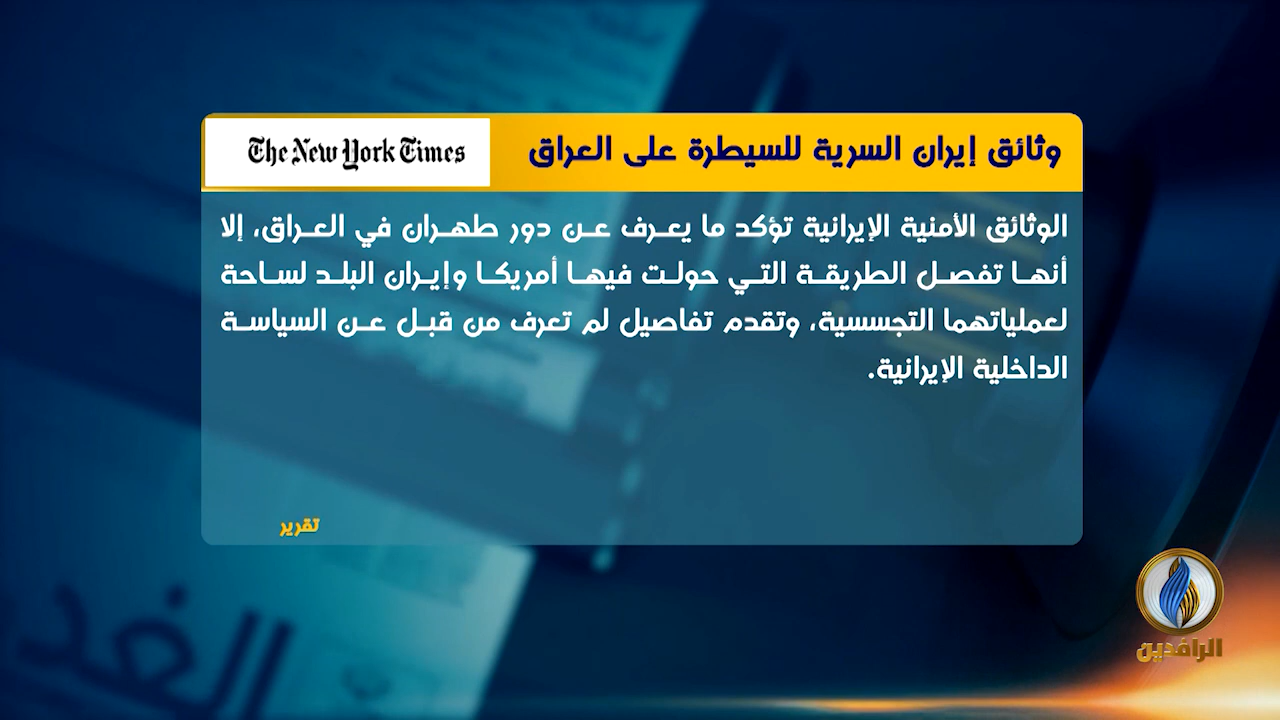 وثائق إيران السرية للسيطرة على العراق
The New York Times
الوثائق الأمنية الإيرانية تؤكد ما يعرف عن دور طهران في العراق، إلا
أنها تفصل الطريقة التي حولت فيها أمريكا وإيران البلد لساحة
لعملياتهما التجسسية، وتقدم تفاصيل لم تعرف من قبل عن السياسة
الداخلية الإيرانية.
تقرير
الرافدين
الغد